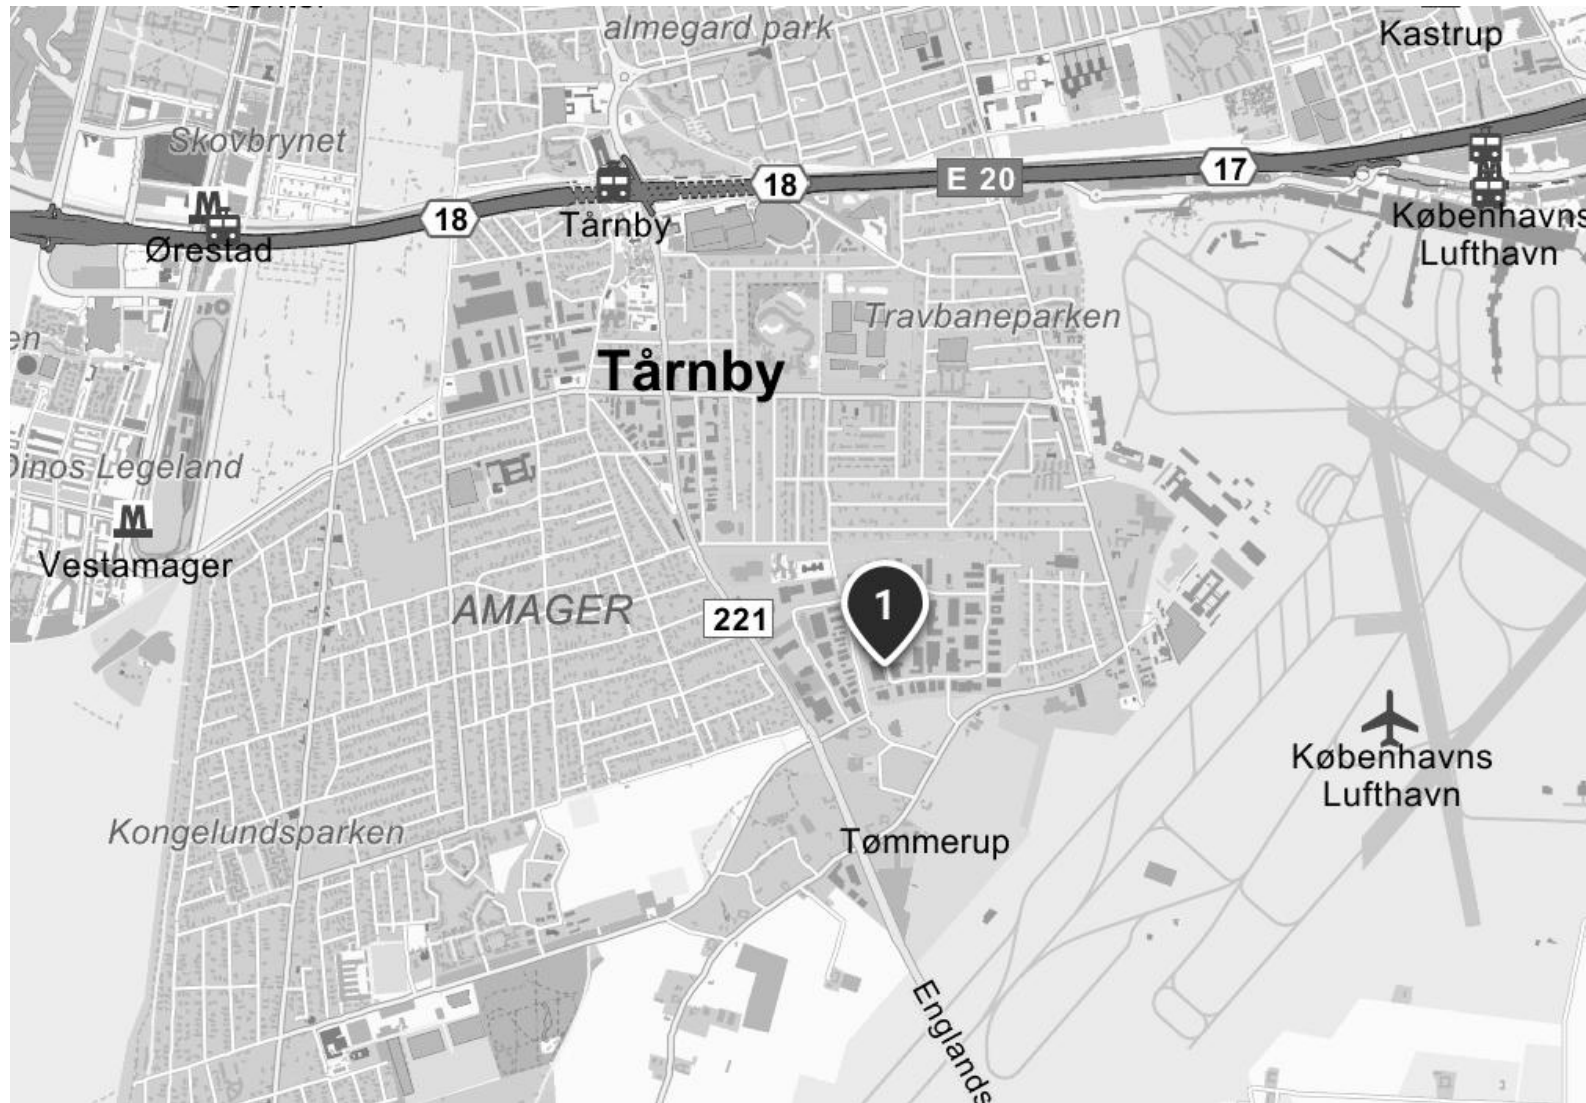 almegard park
Kastrup
Skovbrynet
18
E 20
17
18
M
Tårnby
Ørestad
Københavns
Lufthavn
Travbaneparken
en
Tårnby
Dinos Legeland
M
Vestamager
AMAGER
221
1
Københavns
Lufthavn
Kongelundsparken
Tømmerup
Englands